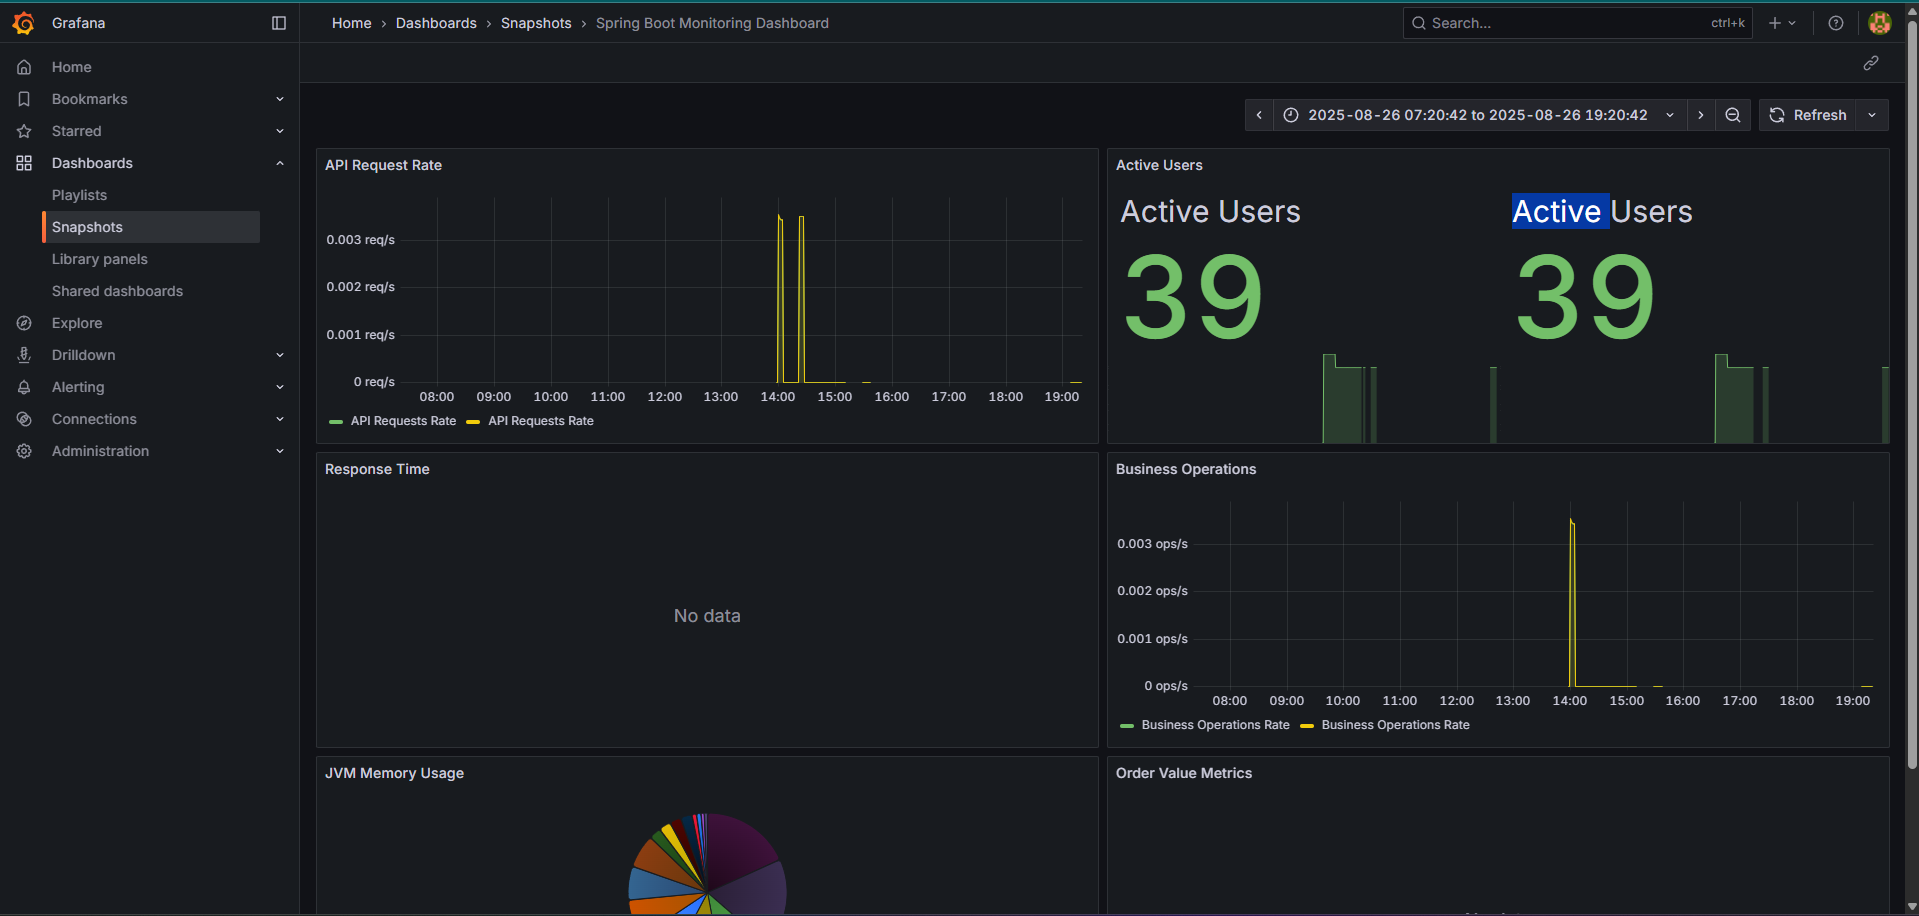 Grafana
Home › Dashboards › Snapshots › Spring Boot Monitoring Dashboard
Search...
ctrl+k
Home
Bookmarks
Starred
Dashboards
Playlists
Snapshots
Library panels
Shared dashboards
Explore
Drilldown
Alerting
Connections
Administration
2025-08-26 07:20:42 to 2025-08-26 19:20:42
Refresh
API Request Rate
0.003 req/s
0.002 req/s
0.001 req/s
0 req/s
08:00 09:00 10:00 11:00 12:00 13:00 14:00 15:00 16:00 17:00 18:00 19:00
API Requests Rate API Requests Rate
Active Users
Active Users Active Users
39 39
Response Time
No data
Business Operations
0.003 ops/s
0.002 ops/s
0.001 ops/s
0 ops/s
08:00 09:00 10:00 11:00 12:00 13:00 14:00 15:00 16:00 17:00 18:00 19:00
Business Operations Rate Business Operations Rate
JVM Memory Usage
Order Value Metrics